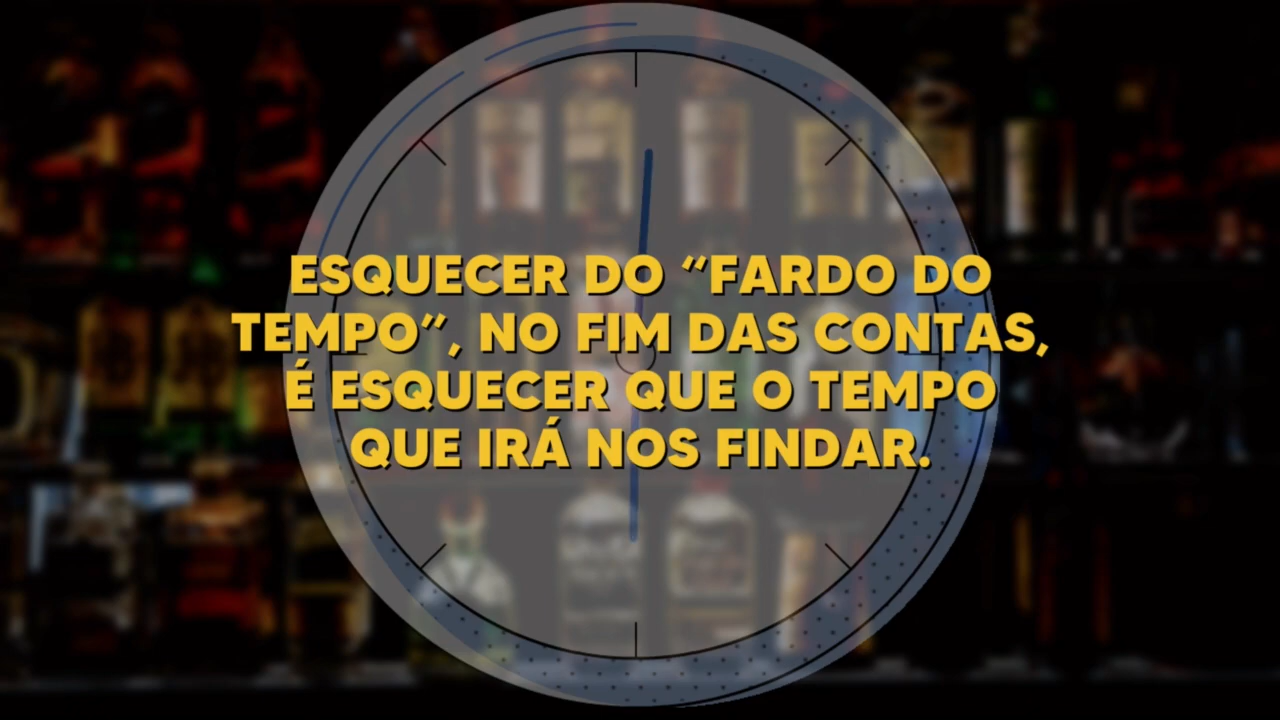 ESQUECER DO “FARDO DO
TEMPO”, NO FIM DAS CONTAS,
É ESQUECER QUE O TEMPO
QUE IRÁ NOS FINDAR.